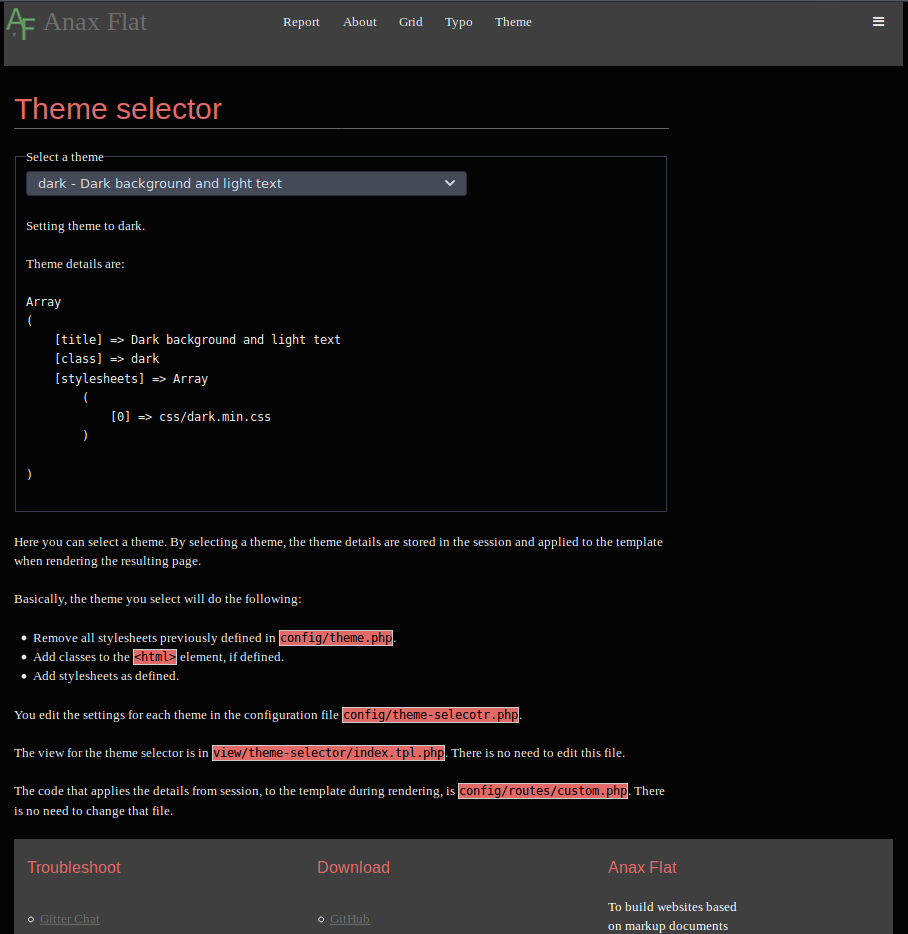 AF Anax Flat
Report About Grid Typo Theme
Theme selector
Select a theme
dark - Dark background and light text
Setting theme to dark.
Theme details are:
Array
(
    [title] => Dark background and light text
    [class] => dark
    [stylesheets] => Array
        (
            [0] => css/dark.min.css
        )
)
Here you can select a theme. By selecting a theme, the theme details are stored in the session and applied to the template
when rendering the resulting page.
Basically, the theme you select will do the following:
Remove all stylesheets previously defined in config/theme.php.
Add classes to the <html> element, if defined.
Add stylesheets as defined.
You edit the settings for each theme in the configuration file config/theme-selecotr.php.
The view for the theme selector is in view/theme-selector/index.tpl.php. There is no need to edit this file.
The code that applies the details from session, to the template during rendering, is config/routes/custom.php. There
is no need to change that file.
Troubleshoot
Gitter Chat
Download
GitHub
Anax Flat
To build websites based
on markup documents